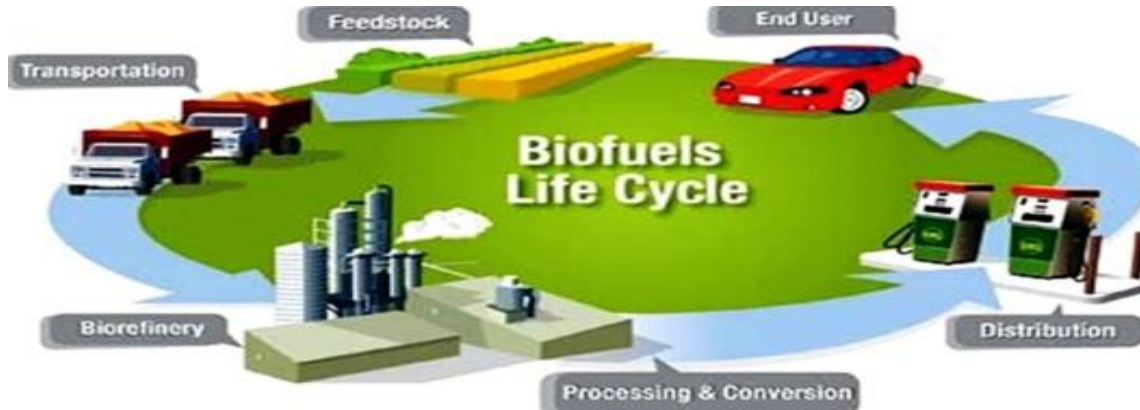 Feedstock
End User
Transportation
Biofuels
Life Cycle
Biorefinery
Distribution
Processing & Conversion